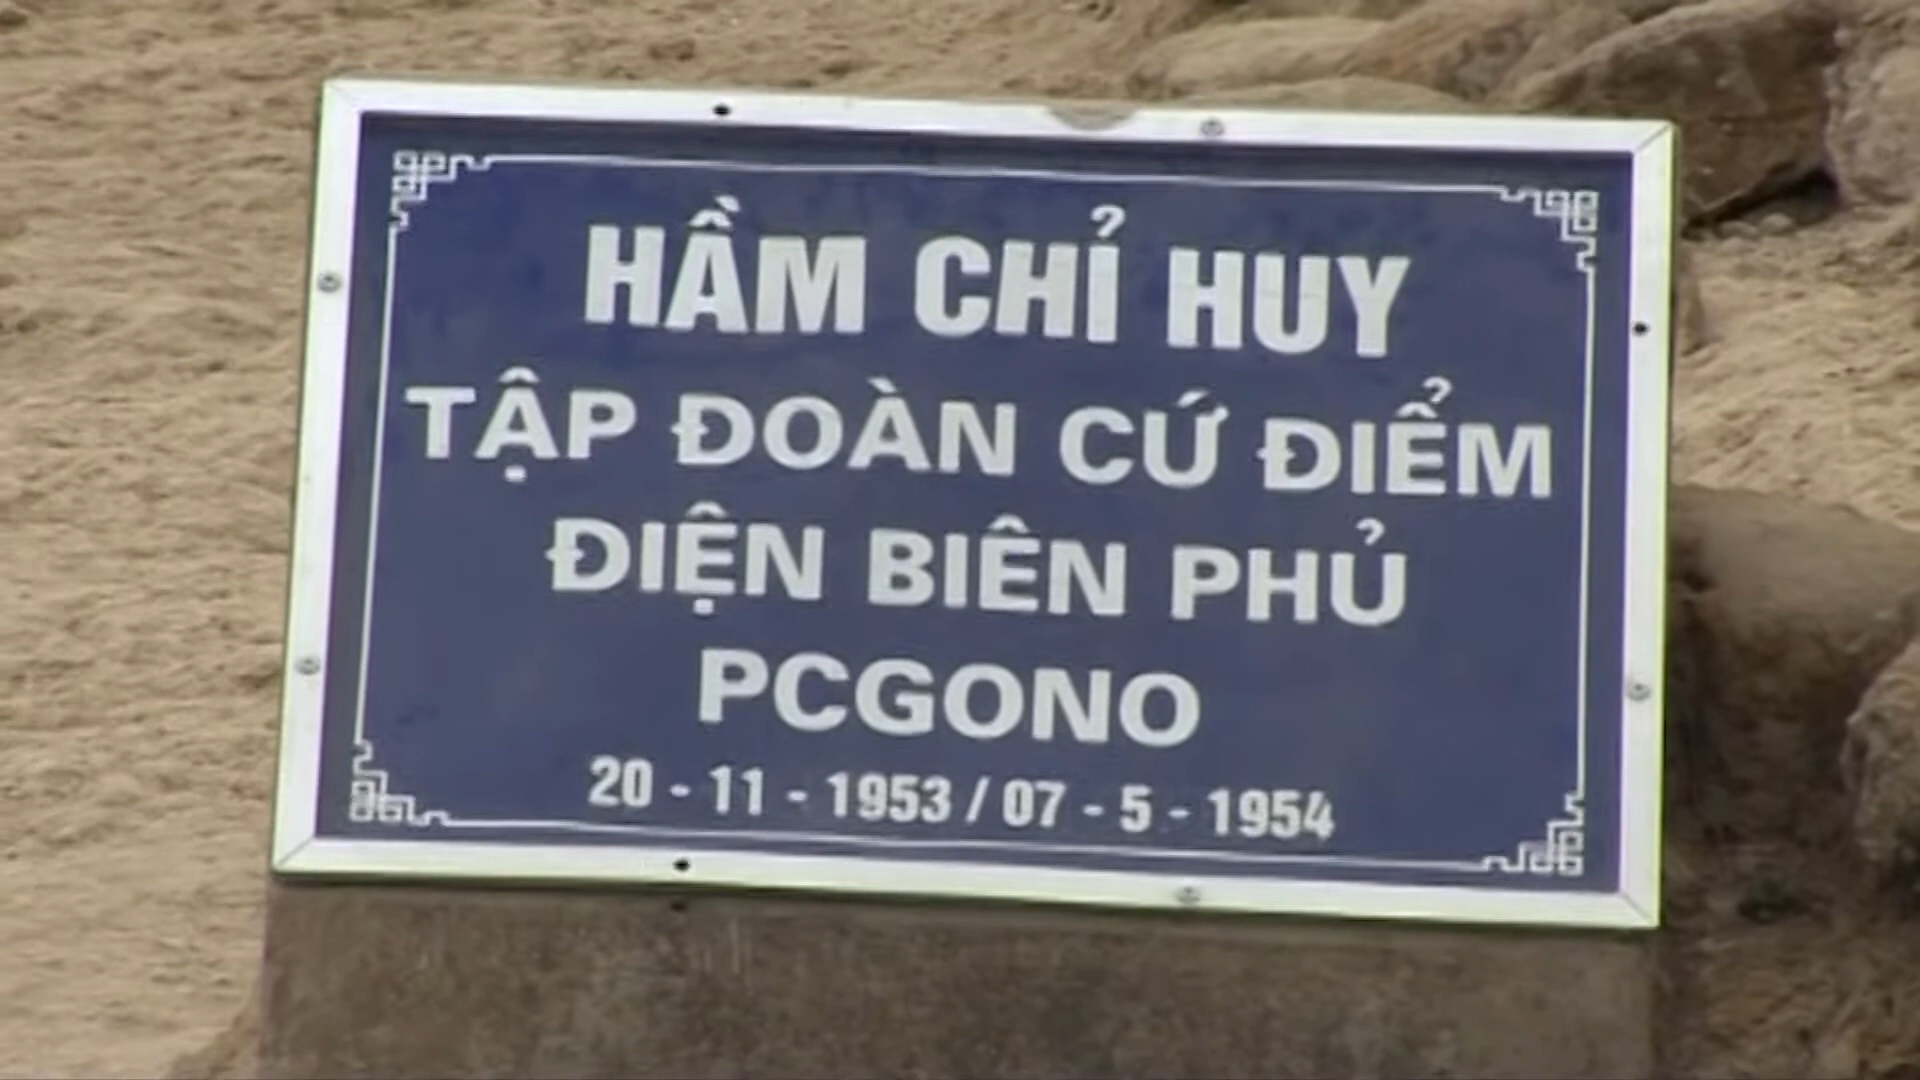 HẦM CHỈ HUY
TẬP ĐOÀN CỨ ĐIỂM
ĐIỆN BIÊN PHỦ
PCGONO
20 - 11 - 1953 / 07 - 5 - 1954